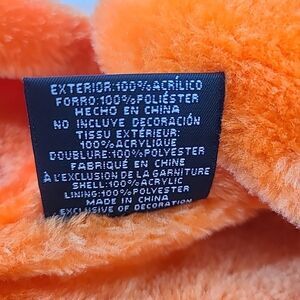 EXTERIOR:100%ACRÍLICO
FORRO:100%POLIÉSTER
HECHO EN CHINA
NO INCLUYE DECORACIÓN
TISSU EXTÉRIEUR:
100%ACRYLIQUE
DOUBLURE:100%POLYESTER
FABRIQUÉ EN CHINE
À L'EXCLUSION DE LA GARNITURE
SHELL:100%ACRYLIC
LINING:100%POLYESTER
MADE IN CHINA
EXCLUSIVE OF DECORATION